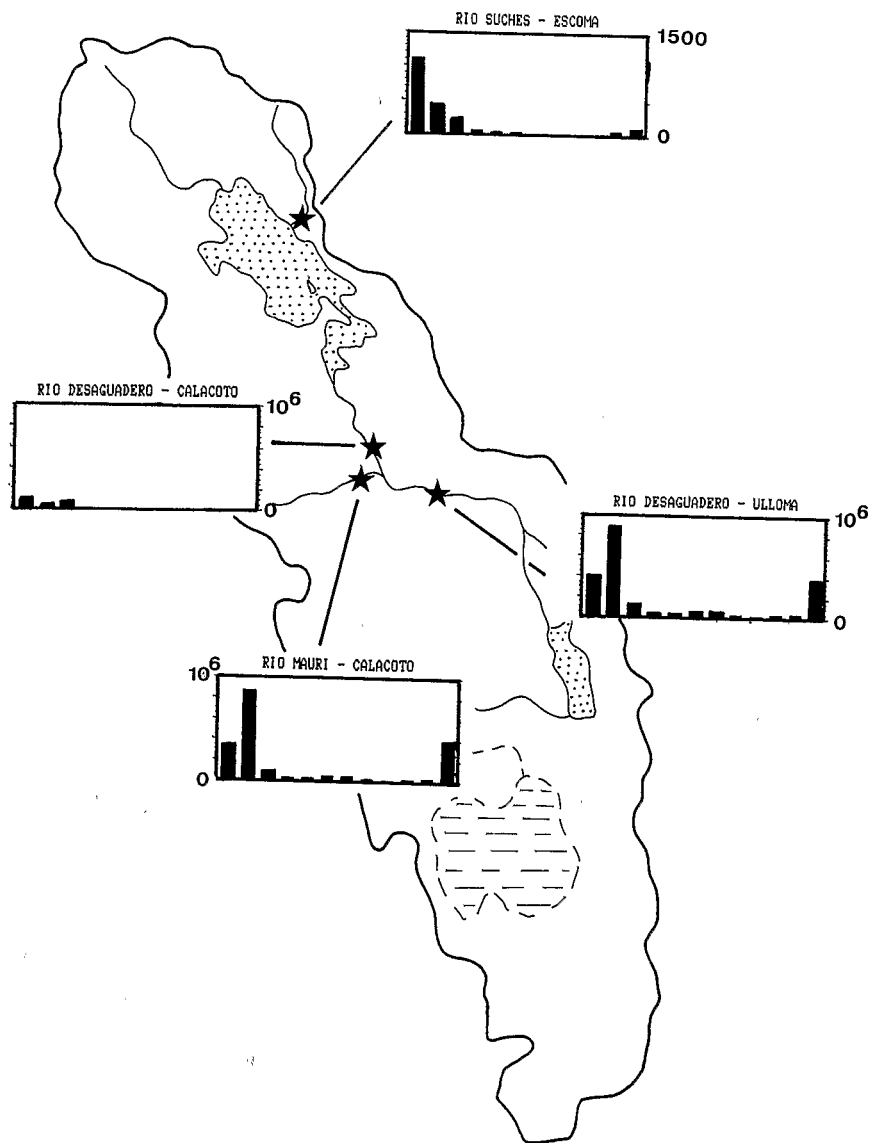 RIO SUCHES - ESCOMA
1500
0
RIO DESAGUADERO - CALACOTO
10⁶
0
RIO DESAGUADERO - ULLOMA
10⁶
0
RIO MAURI - CALACOTO
10⁶
0